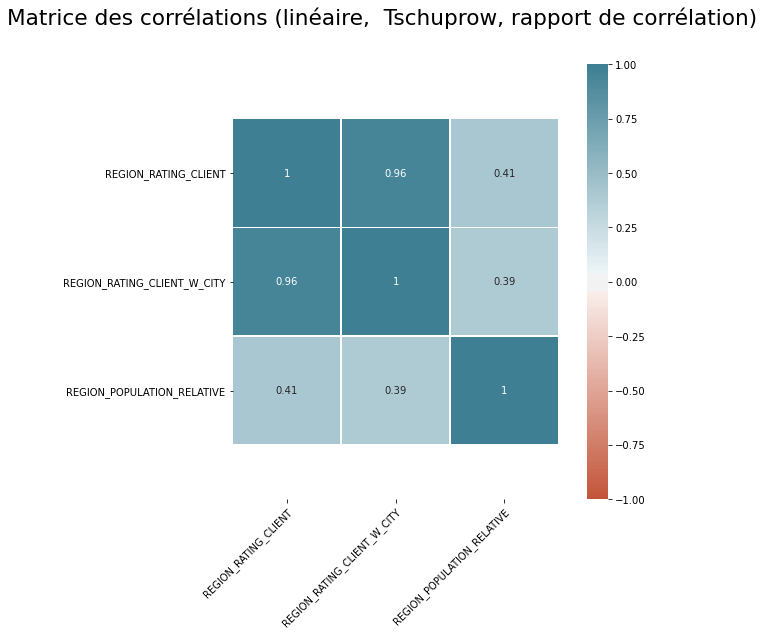 Matrice des corrélations (linéaire,  Tschuprow, rapport de corrélation)
REGION_RATING_CLIENT
REGION_RATING_CLIENT_W_CITY
REGION_POPULATION_RELATIVE
1 0.96 0.41
0.96 1 0.39
0.41 0.39 1
REGION_RATING_CLIENT
REGION_RATING_CLIENT_W_CITY
REGION_POPULATION_RELATIVE
1.00
0.75
0.50
0.25
0.00
−0.25
−0.50
−0.75
−1.00